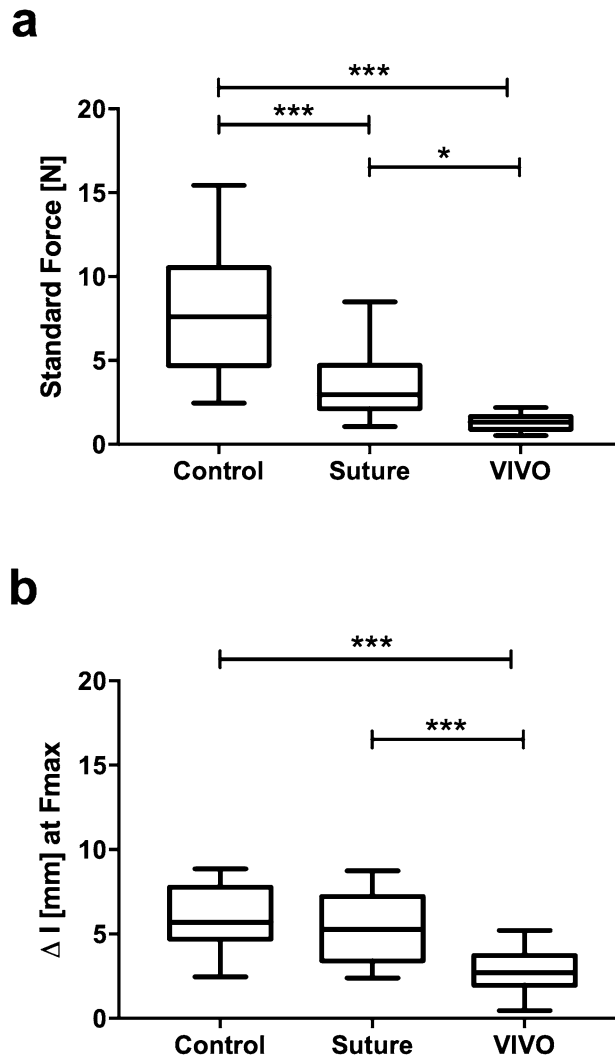 a
***
***
*
20
15
10
5
0
Standard Force [N]
Control Suture VIVO
b
***
***
20
15
10
5
0
Δ l [mm] at Fmax
Control Suture VIVO